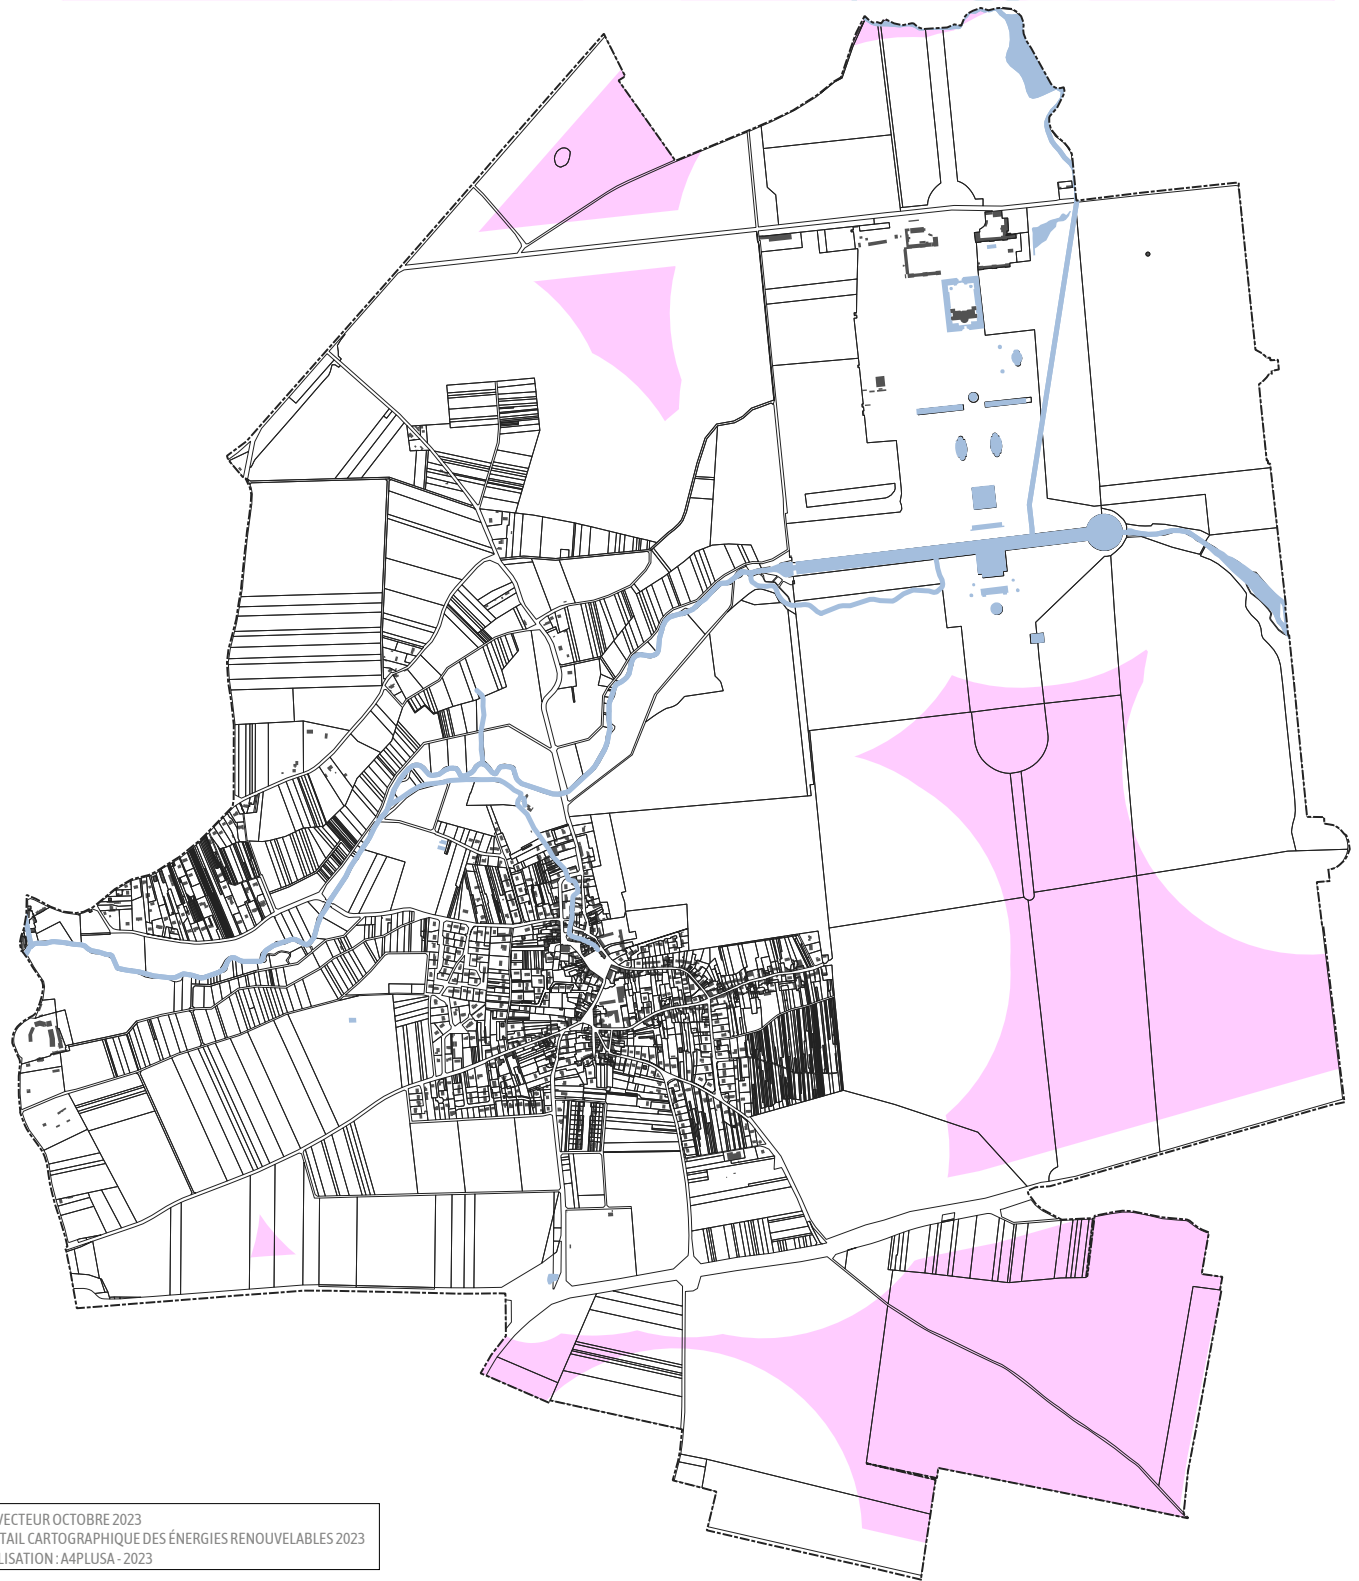 VECTEUR OCTOBRE 2023
TAIL CARTOGRAPHIQUE DES ÉNERGIES RENOUVELABLES 2023
LISATION : A4PLUSA - 2023